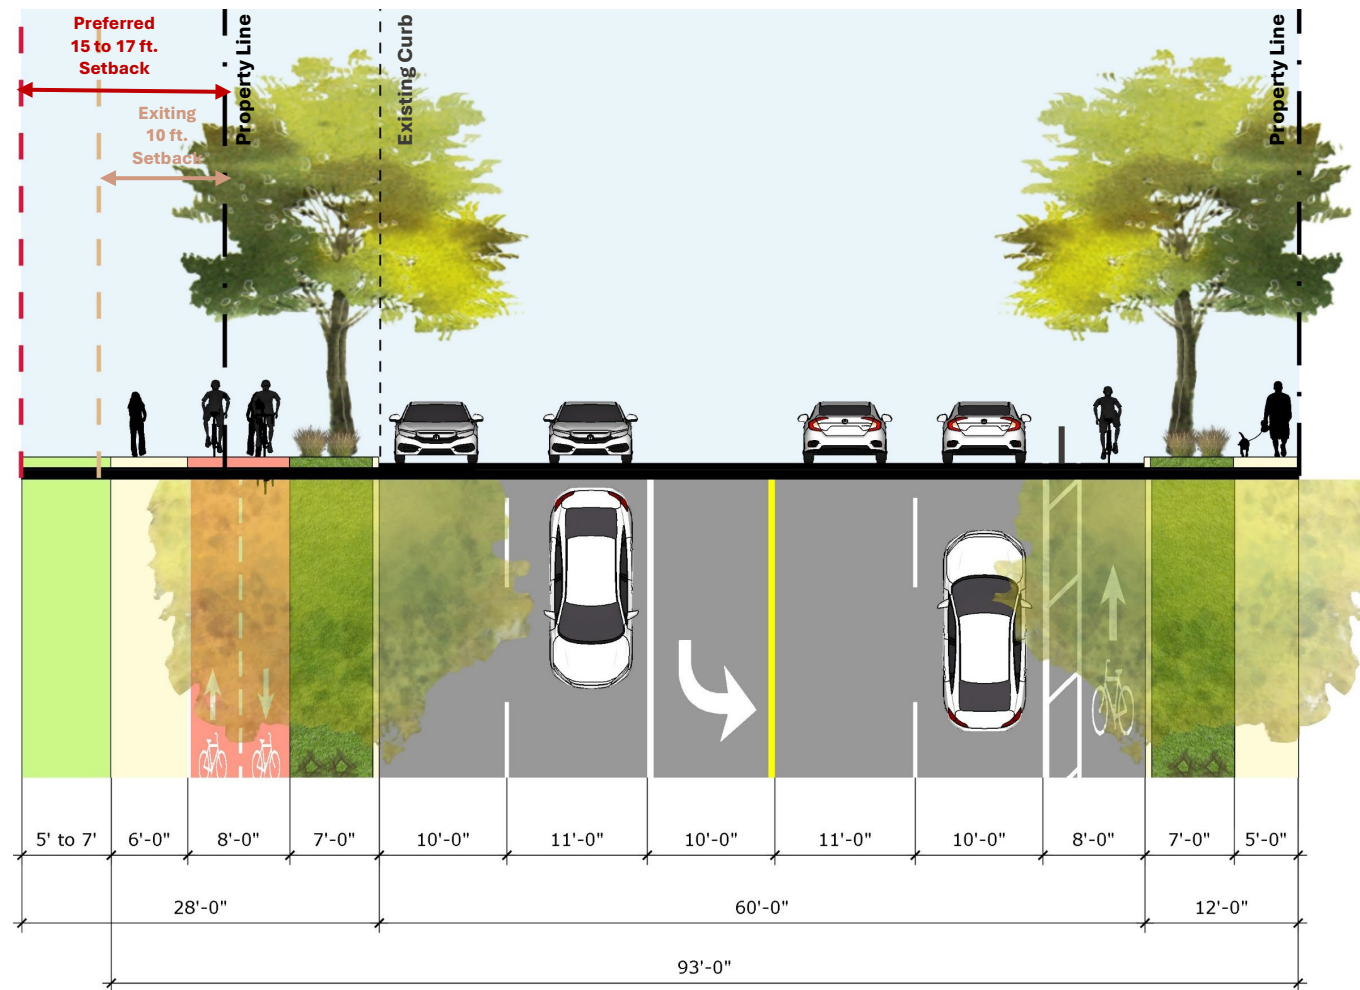 Preferred
15 to 17 ft.
Setback
Exiting
10 ft.
Setback
Property Line
Existing Curb
Property Line
5' to 7'
6'-0"
8'-0"
7'-0"
10'-0"
11'-0"
10'-0"
11'-0"
10'-0"
8'-0"
7'-0"
5'-0"
28'-0"
60'-0"
12'-0"
93'-0"